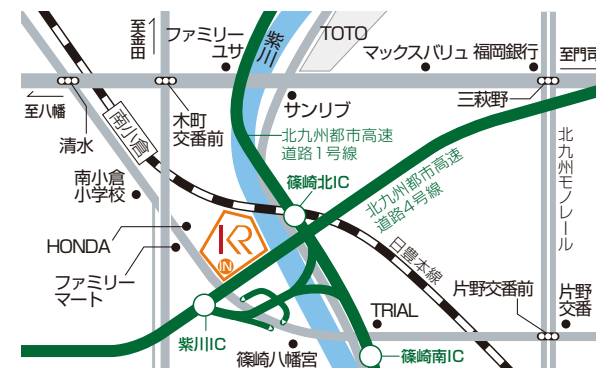 至金田
ファミリー
ユサ
紫川
TOTO
マックスバリュ
福岡銀行
至門司
至八幡
清水
木町
交番前
サンリブ
三萩野
南小倉
北九州都市高速
道路1号線
北九州モノレール
南小倉
小学校
篠崎北IC
北九州都市高速
道路4号線
HONDA
KR
IN
日豊本線
ファミリー
マート
TRIAL
片野交番前
片野
交番
紫川IC
篠崎八幡宮
篠崎南IC